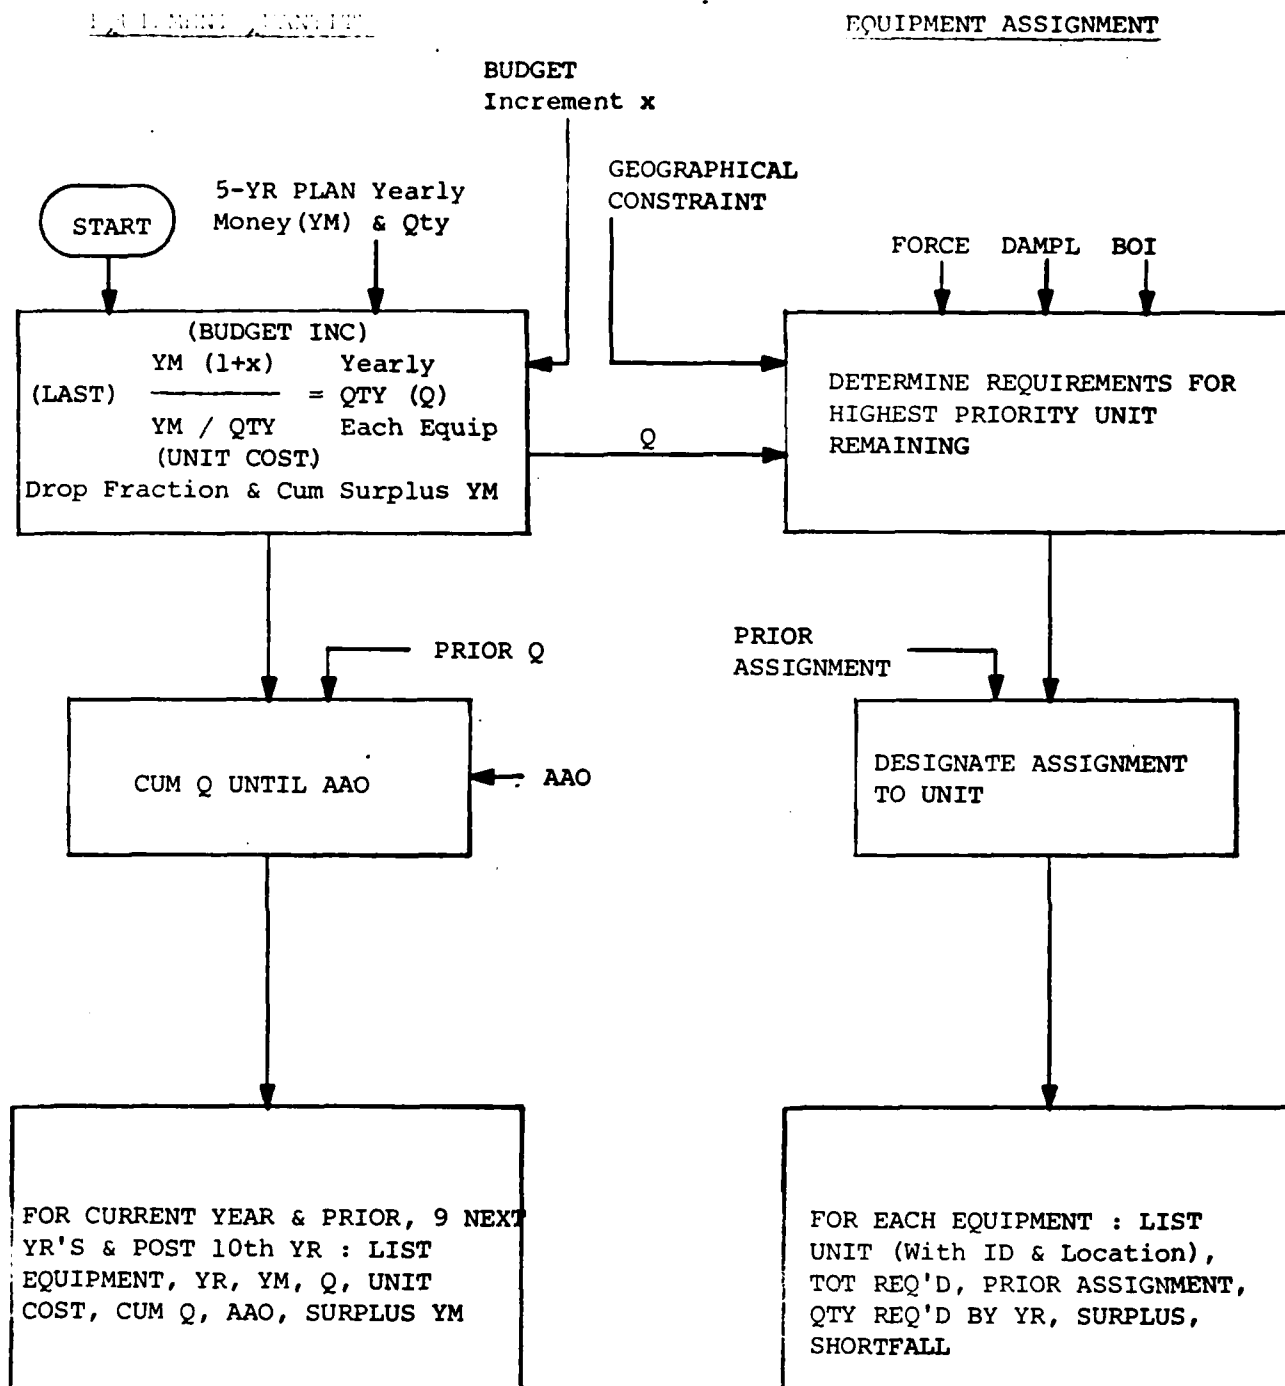 EQUIPMENT ASSIGNMENT
BUDGET
Increment x
GEOGRAPHICAL
CONSTRAINT
5-YR PLAN Yearly
Money(YM) & Qty
START
FORCE DAMPL BOI
(BUDGET INC)
YM (1+x) Yearly
(LAST) = QTY (Q)
YM / QTY Each Equip
(UNIT COST)
Drop Fraction & Cum Surplus YM
Q
DETERMINE REQUIREMENTS FOR
HIGHEST PRIORITY UNIT
REMAINING
PRIOR Q
PRIOR
ASSIGNMENT
CUM Q UNTIL AAO
AAO
DESIGNATE ASSIGNMENT
TO UNIT
FOR CURRENT YEAR & PRIOR, 9 NEXT
YR'S & POST 10th YR : LIST
EQUIPMENT, YR, YM, Q, UNIT
COST, CUM Q, AAO, SURPLUS YM
FOR EACH EQUIPMENT : LIST
UNIT (With ID & Location),
TOT REQ'D, PRIOR ASSIGNMENT,
QTY REQ'D BY YR, SURPLUS,
SHORTFALL